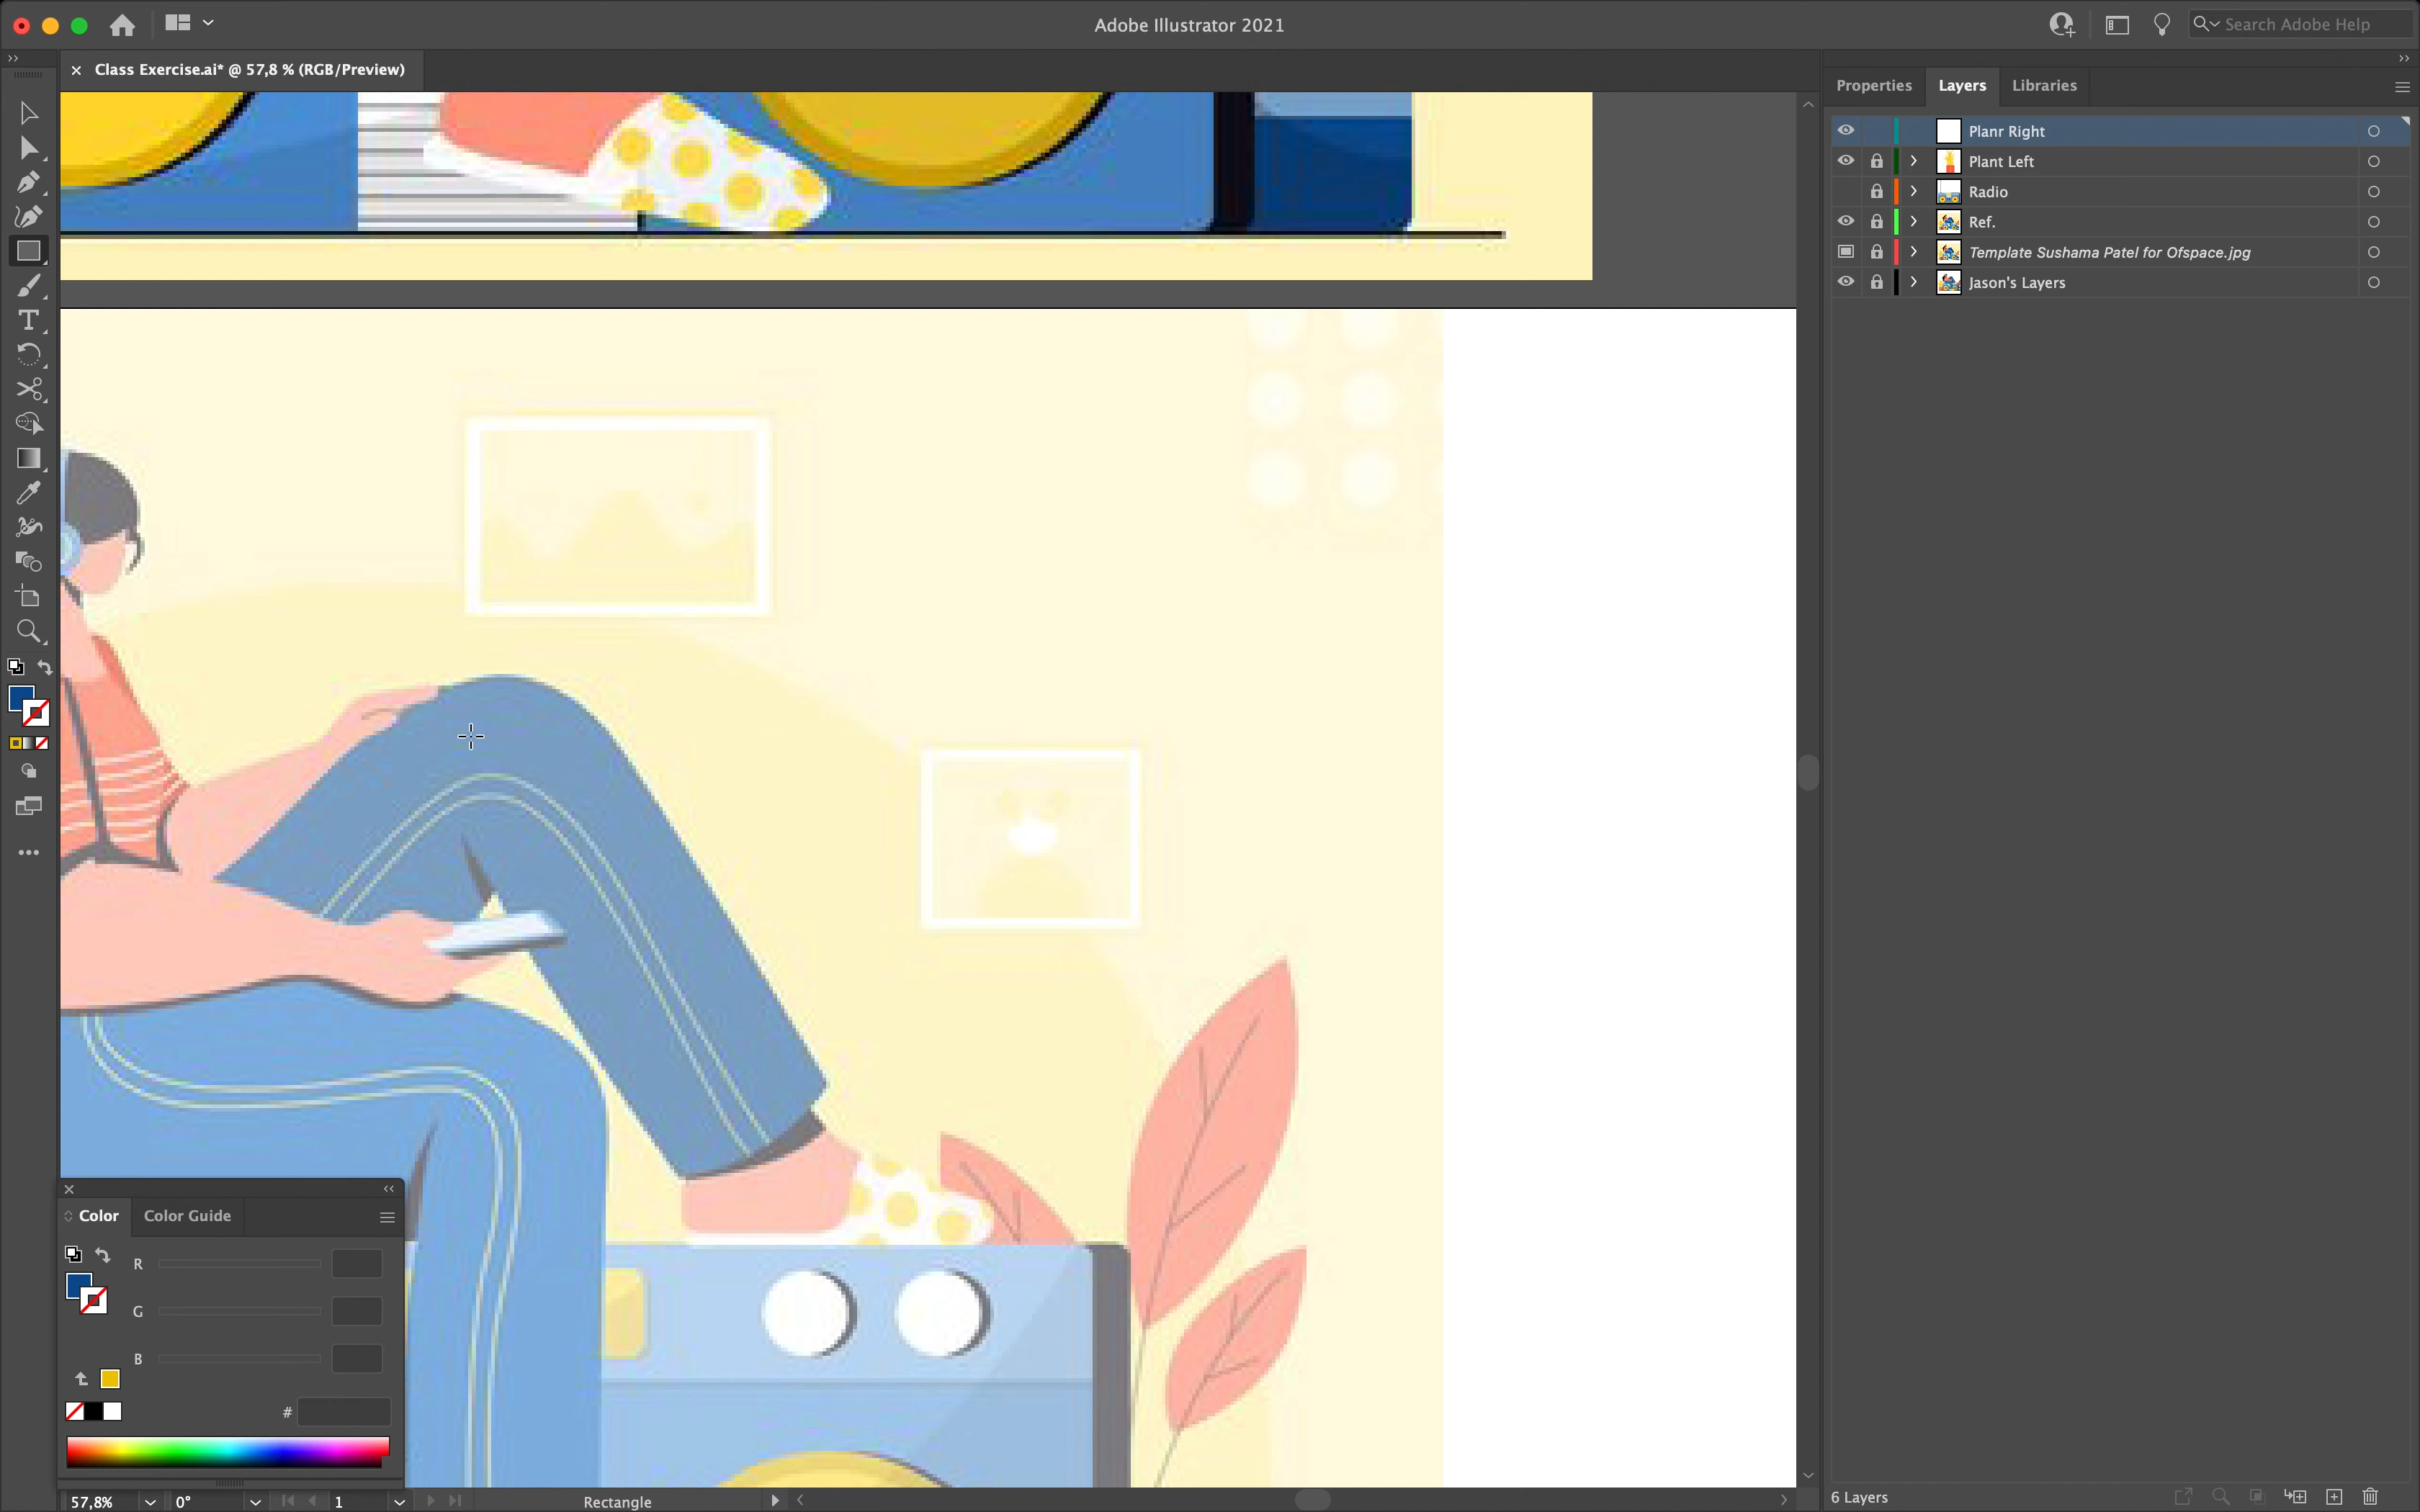 Adobe Illustrator 2021
Search Adobe Help
Class Exercise.ai* @ 57,8 % (RGB/Preview)
Properties
Layers
Libraries
Planr Right
Plant Left
Radio
Ref.
Template Sushama Patel for Ofspace.jpg
Jason's Layers
Color
Color Guide
R
G
B
#
57,8%
0°
1
Rectangle
6 Layers